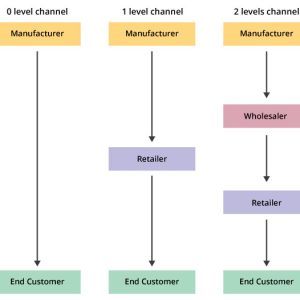 0 level channel
1 level channel
2 levels channel
Manufacturer
Manufacturer
Manufacturer
Wholesaler
Retailer
Retailer
End Customer
End Customer
End Customer